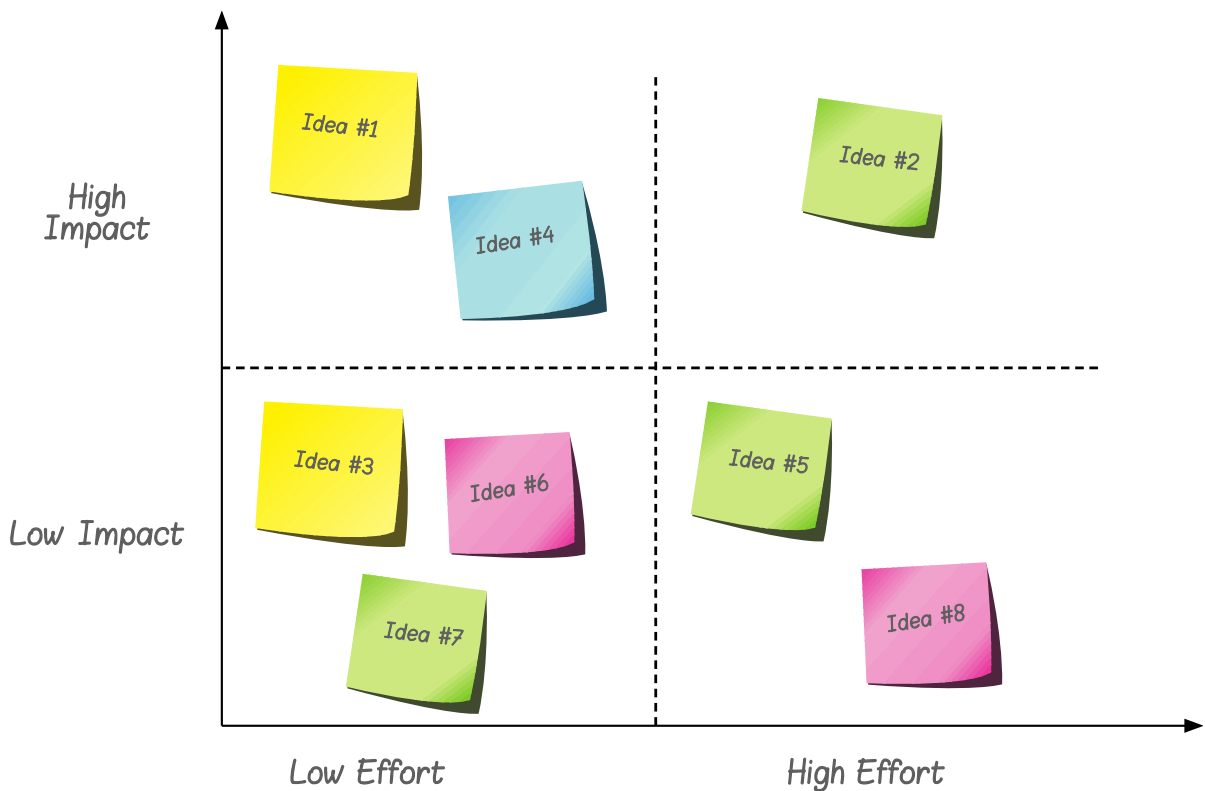 Idea #1
Idea #2
High
Impact
Idea #4
Idea #3
Idea #5
Idea #6
Low Impact
Idea #7
Idea #8
Low Effort
High Effort